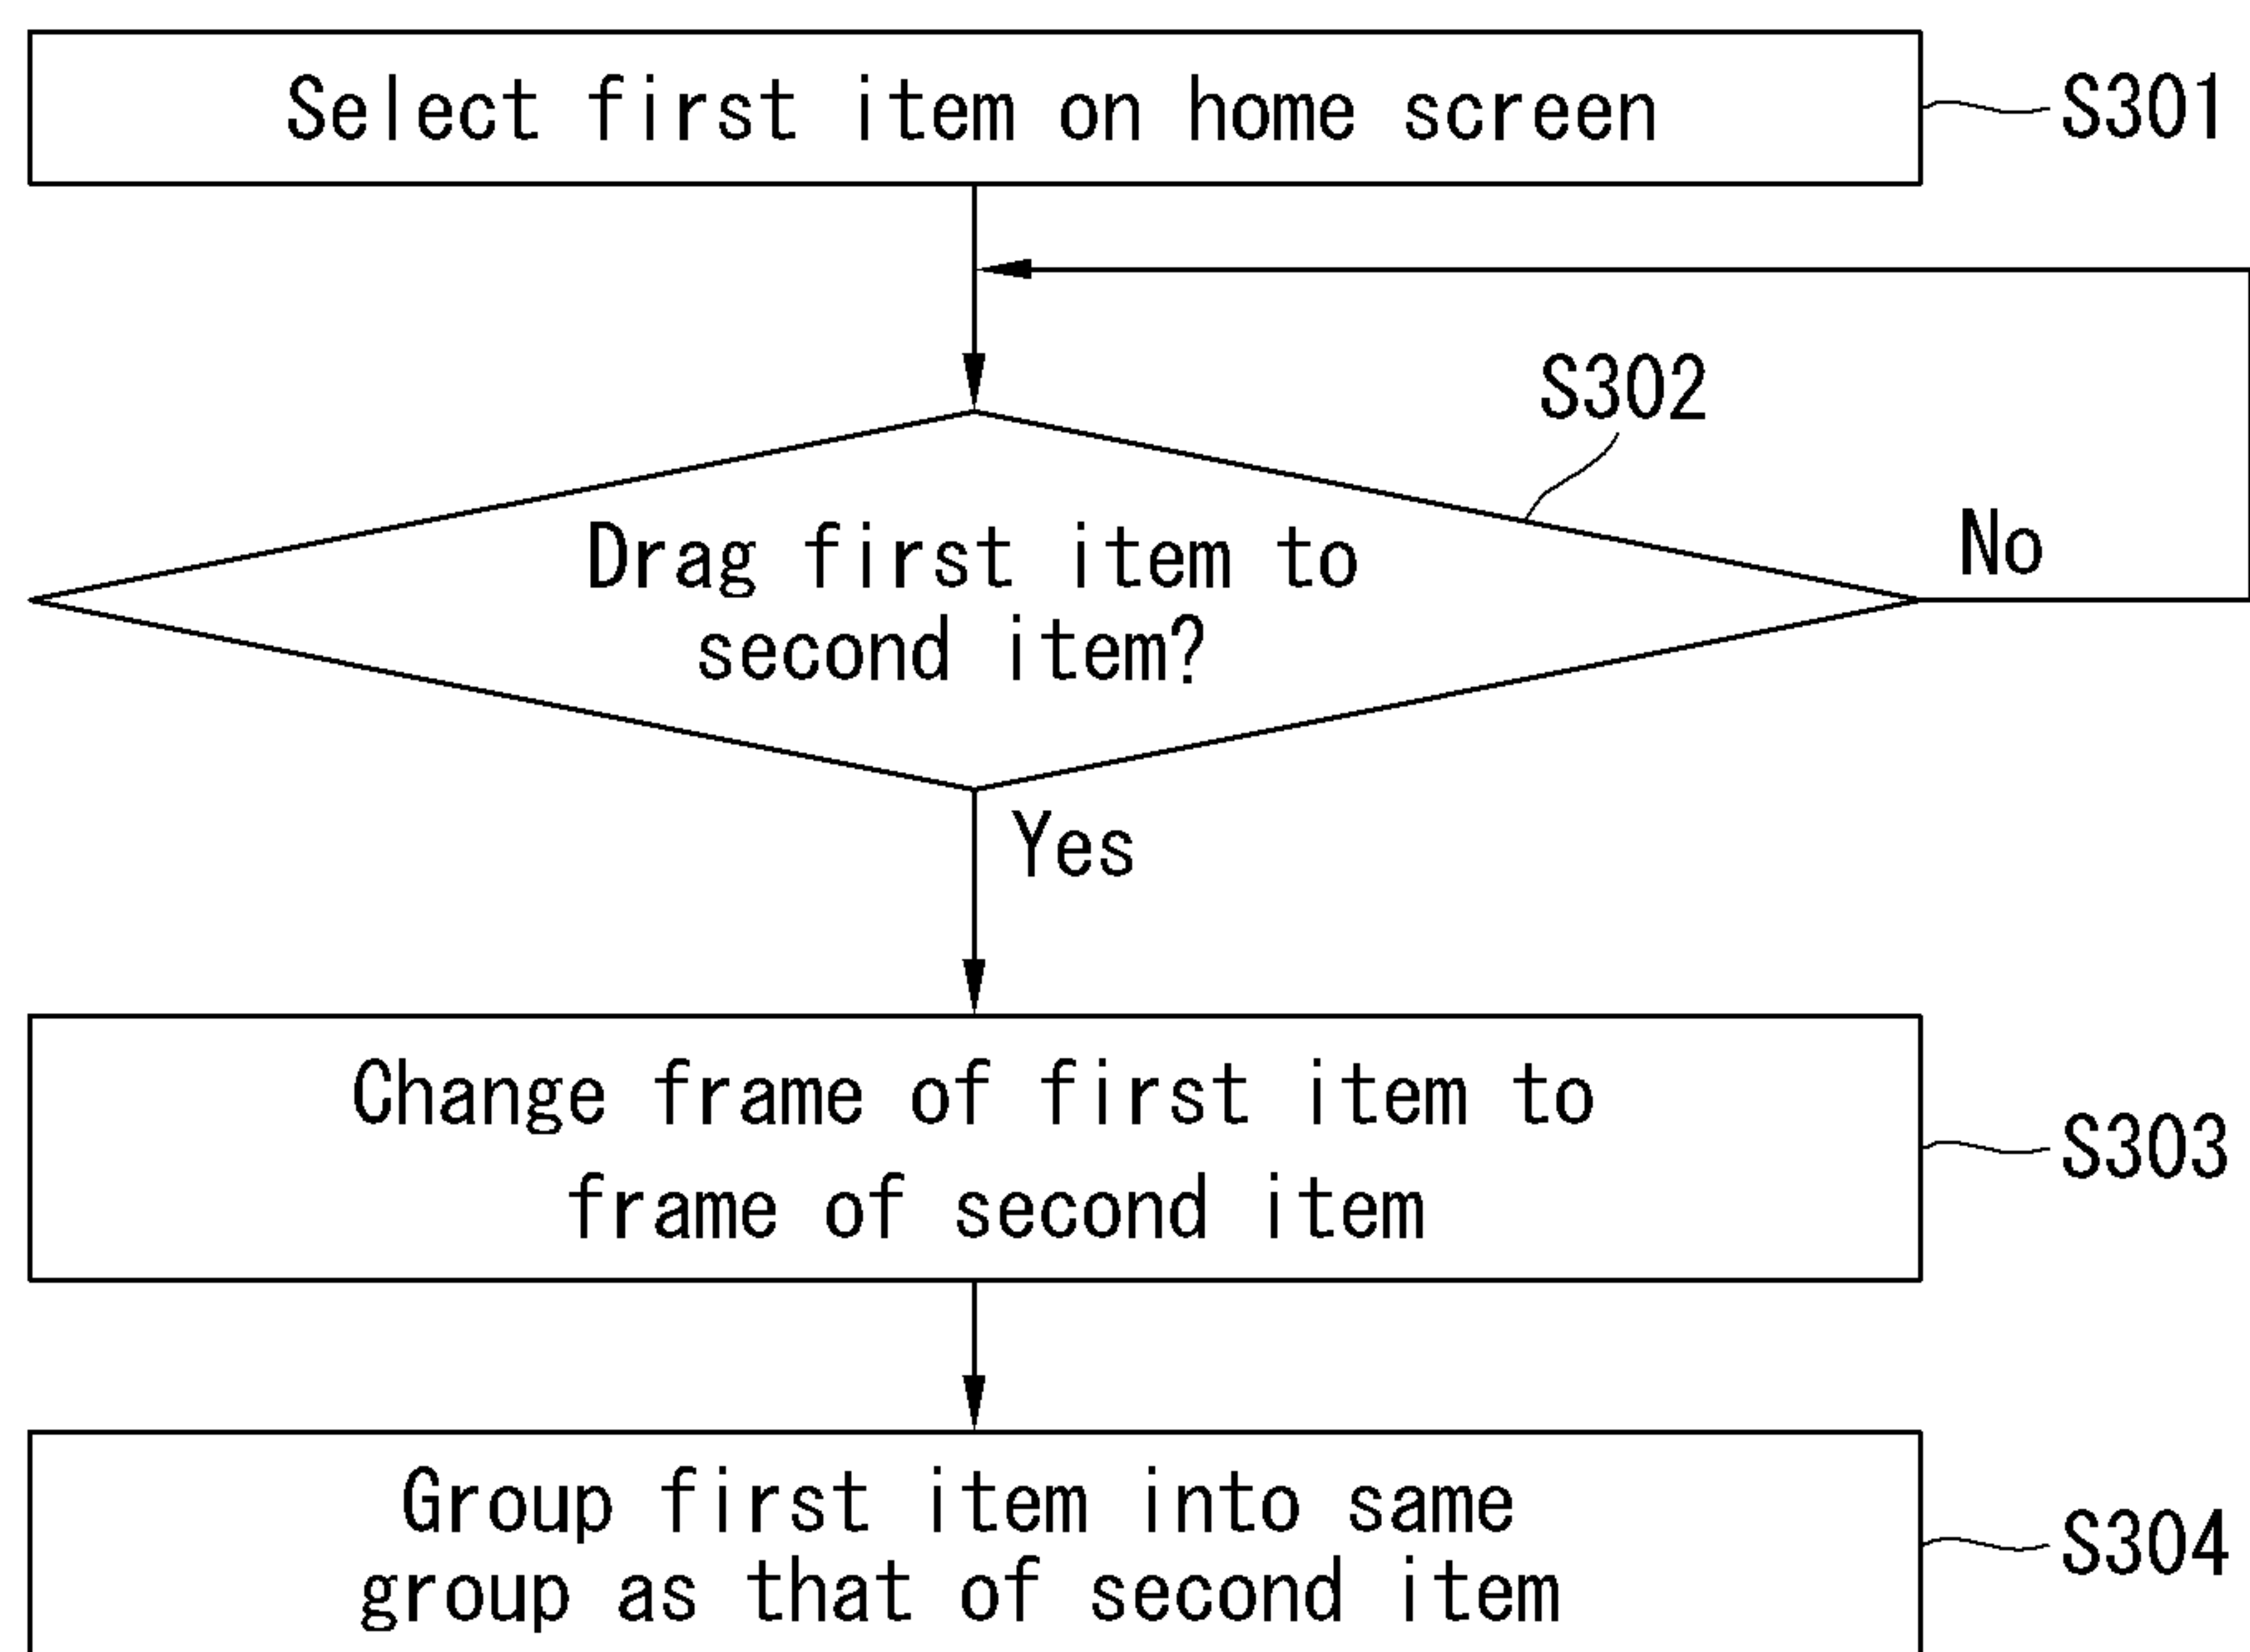 Select first item on home screen
S301
S302
Drag first item to
second item?
No
Yes
Change frame of first item to
frame of second item
S303
Group first item into same
group as that of second item
S304